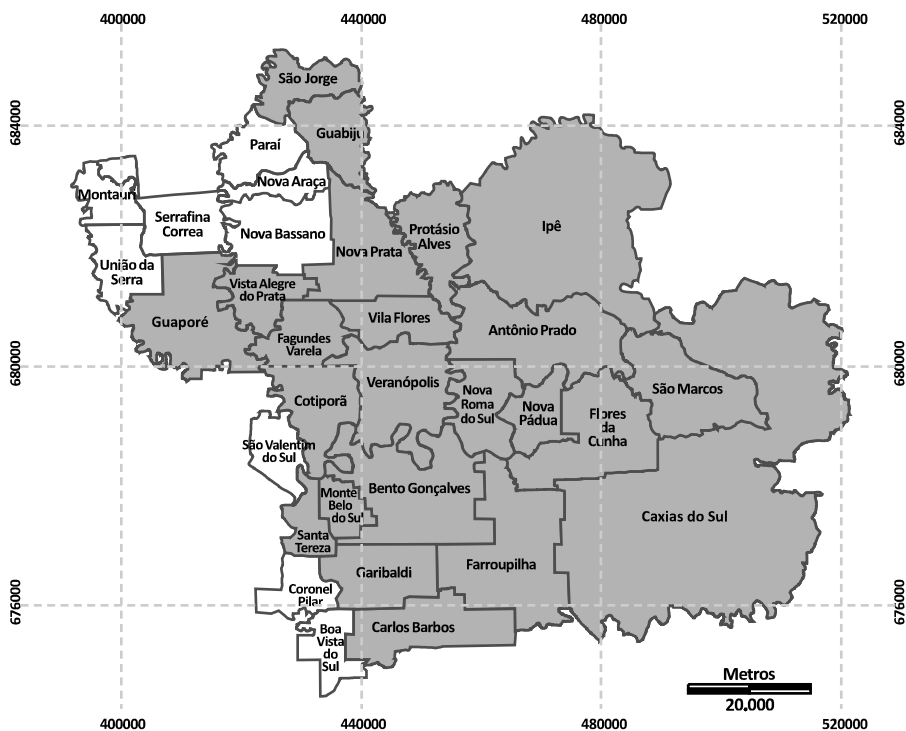 400000
440000
480000
520000
São Jorge
684000
684000
Guabiju
Paraí
Nova Araça
Montauri
Serrafina
Correa
Nova Bassano
Protásio
Alves
Ipê
Nova Prata
União da
Serra
Vista Alegre
do Prata
Guaporé
Vila Flores
Antônio Prado
Fagundes
Varela
680000
680000
Veranópolis
Cotiporã
Nova
Roma
do Sul
Nova
Pádua
Flores
da
Cunha
São Marcos
São Valentim
do Sul
Bento Gonçalves
Monte
Belo
do Sul
Caxias do Sul
Santa
Tereza
Garibaldi
Farroupilha
Coronel
Pilar
676000
676000
Boa
Vista
do
Sul
Carlos Barbos
Metros
20.000
400000
440000
480000
520000